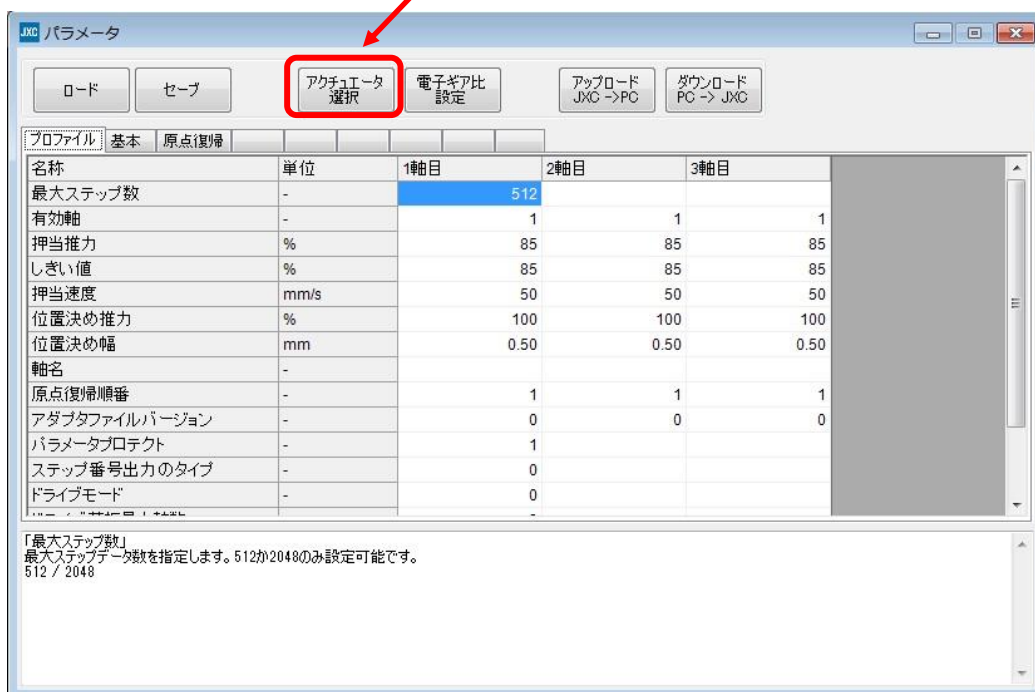 JXC パラメータ
ロード セーブ アクチュエータ 選択 電子ギア比 設定 アップロード JXC ->PC ダウンロード PC -> JXC
プロファイル 基本 原点復帰
名称 単位 1軸目 2軸目 3軸目
最大ステップ数 - 512
有効軸 - 1 1 1
押当推力 % 85 85 85
しきい値 % 85 85 85
押当速度 mm/s 50 50 50
位置決め推力 % 100 100 100
位置決め幅 mm 0.50 0.50 0.50
軸名 -
原点復帰順番 - 1 1 1
アダプタファイルバージョン - 0 0 0
パラメータプロテクト - 1
ステップ番号出力のタイプ - 0
ドライブモード - 0
「最大ステップ数」
最大ステップデータ数を指定します。512か2048のみ設定可能です。
512 / 2048